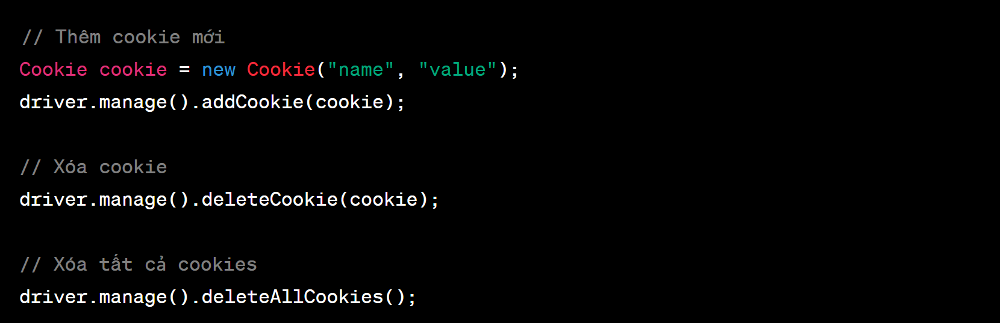 // Thêm cookie mới
Cookie cookie = new Cookie("name", "value");
driver.manage().addCookie(cookie);
// Xóa cookie
driver.manage().deleteCookie(cookie);
// Xóa tất cả cookies
driver.manage().deleteAllCookies();